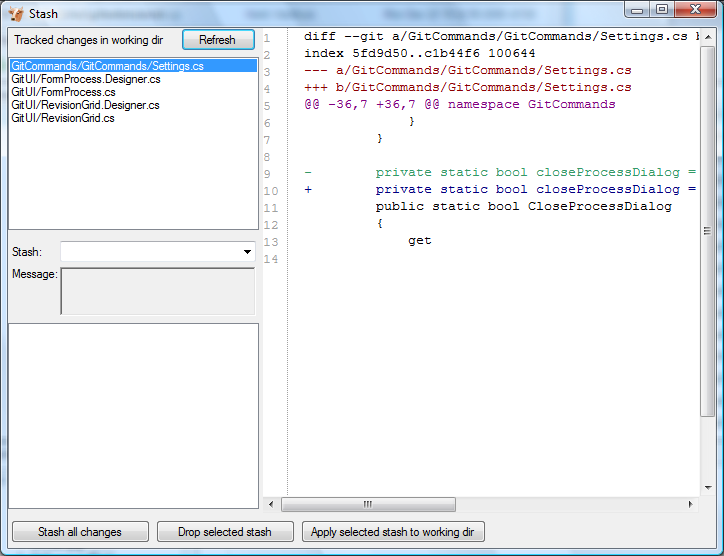 Stash
Tracked changes in working dir
Refresh
GitCommands/GitCommands/Settings.cs
GitUI/FormProcess.Designer.cs
GitUI/FormProcess.cs
GitUI/RevisionGrid.Designer.cs
GitUI/RevisionGrid.cs
Stash:
Message:
1 diff --git a/GitCommands/GitCommands/Settings.cs b
2 index 5fd9d50..c1b44f6 100644
3 --- a/GitCommands/GitCommands/Settings.cs
4 +++ b/GitCommands/GitCommands/Settings.cs
5 @@ -36,7 +36,7 @@ namespace GitCommands
6 }
7 }
8
9 - private static bool closeProcessDialog =
10 + private static bool closeProcessDialog =
11 public static bool CloseProcessDialog
12 {
13 get
14
Stash all changes
Drop selected stash
Apply selected stash to working dir